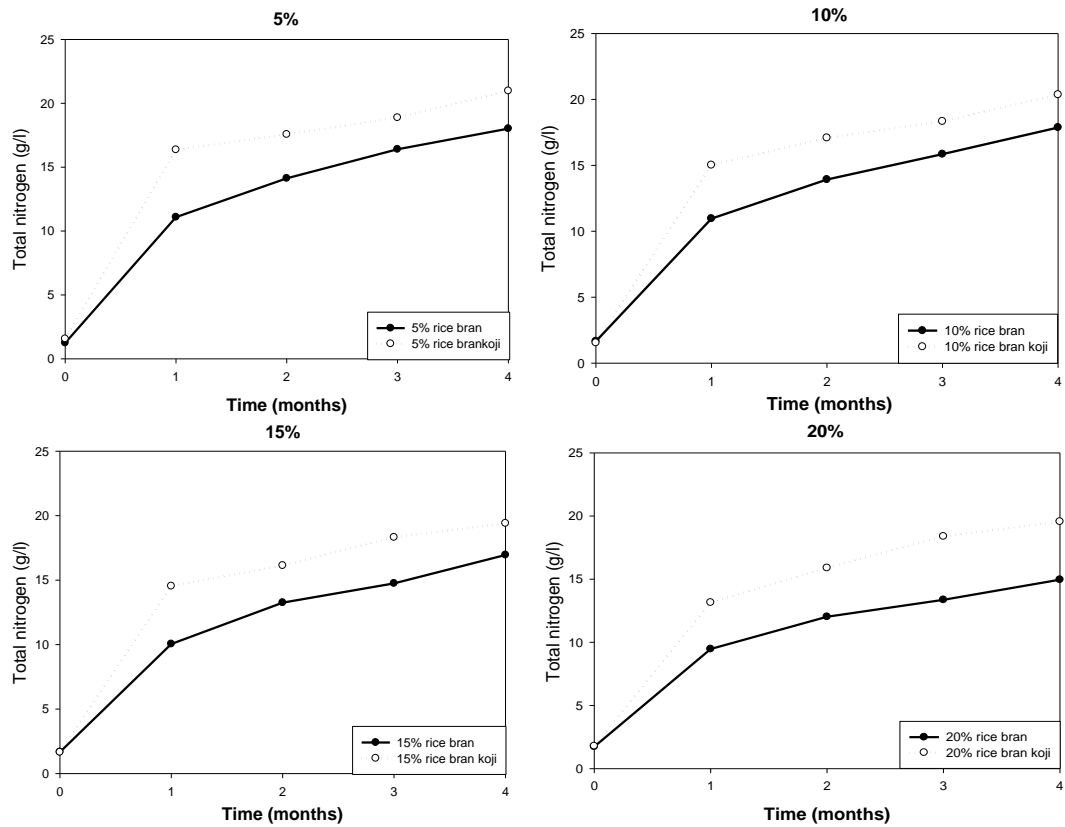 5%
Total nitrogen (g/l)
25
20
15
10
5
0
0 1 2 3 4
Time (months)
5% rice bran
5% rice brankoji
10%
Total nitrogen (g/l)
25
20
15
10
5
0
0 1 2 3 4
Time (months)
10% rice bran
10% rice bran koji
15%
Total nitrogen (g/l)
25
20
15
10
5
0
0 1 2 3 4
Time (months)
15% rice bran
15% rice bran koji
20%
Total nitrogen (g/l)
25
20
15
10
5
0
0 1 2 3 4
Time (months)
20% rice bran
20% rice bran koji